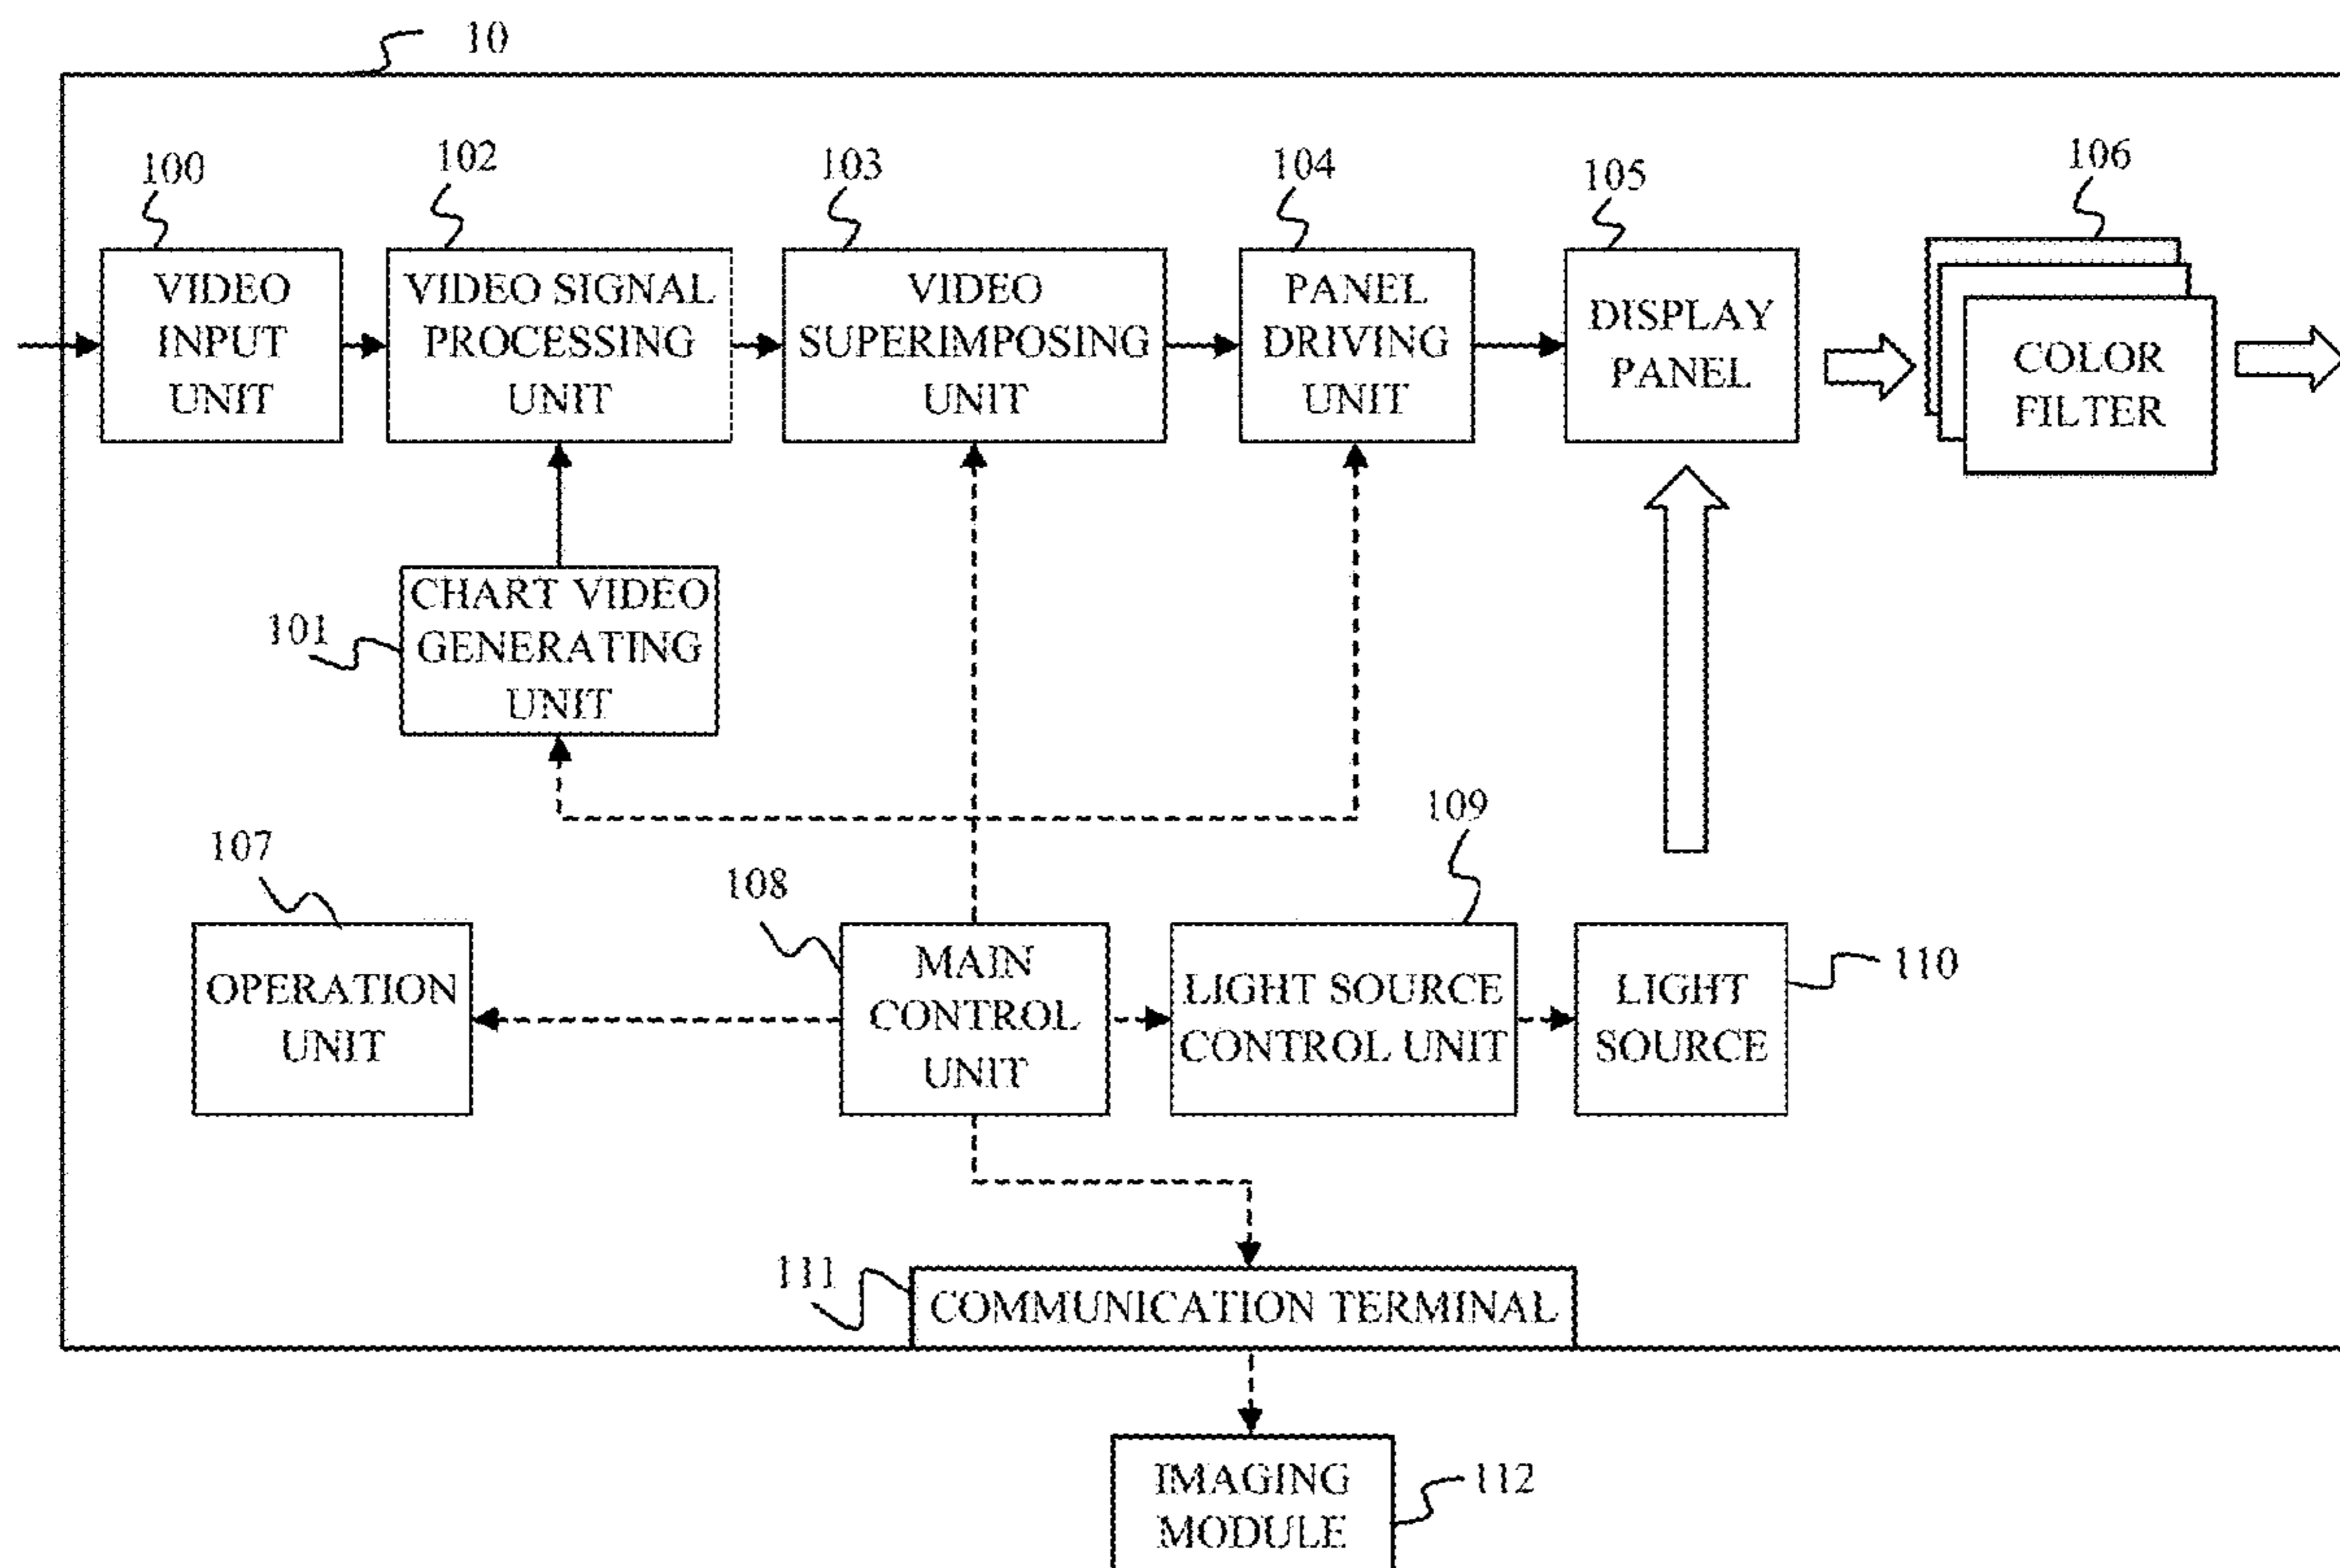 10
100
102
103
104
105
106
VIDEO
INPUT
UNIT
VIDEO SIGNAL
PROCESSING
UNIT
VIDEO
SUPERIMPOSING
UNIT
PANEL
DRIVING
UNIT
DISPLAY
PANEL
COLOR
FILTER
101
CHART VIDEO
GENERATING
UNIT
107
108
109
OPERATION
UNIT
MAIN
CONTROL
UNIT
LIGHT SOURCE
CONTROL UNIT
LIGHT
SOURCE
110
111
COMMUNICATION TERMINAL
IMAGING
MODULE
112